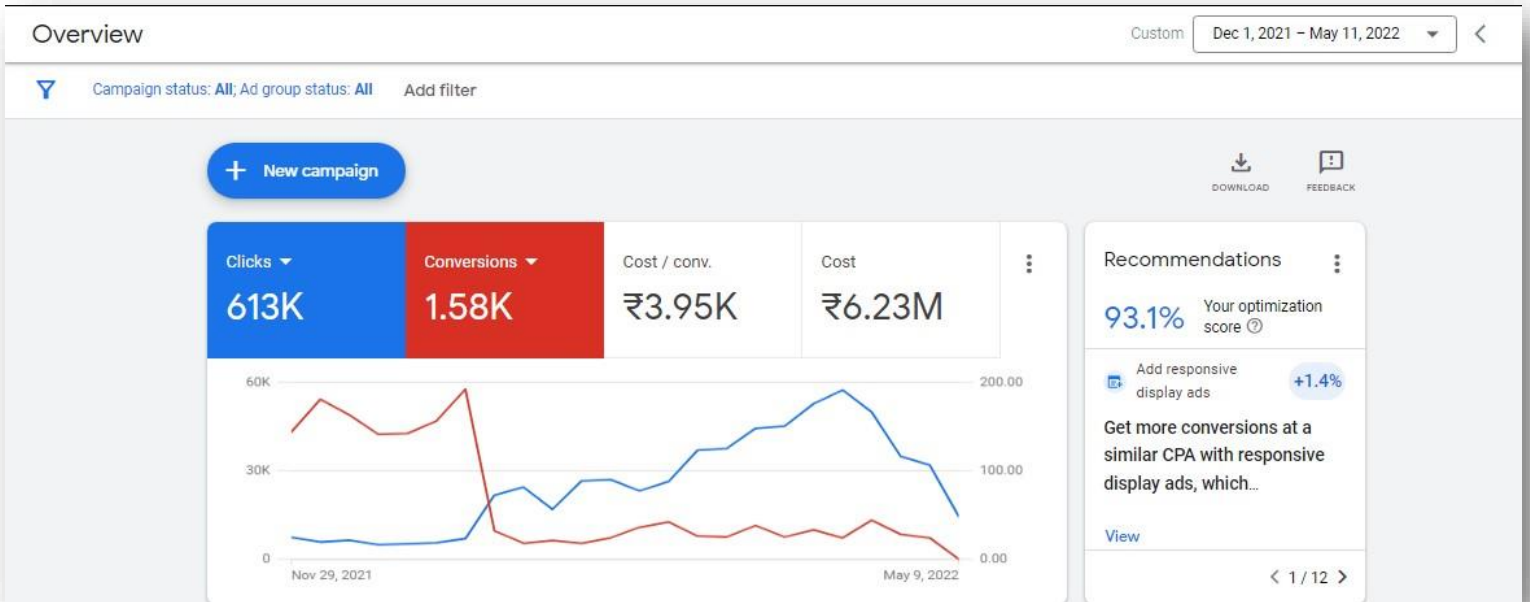 Overview
Custom Dec 1, 2021 – May 11, 2022
Campaign status: All; Ad group status: All Add filter
New campaign
DOWNLOAD FEEDBACK
Clicks Conversions Cost / conv. Cost
613K 1.58K ₹3.95K ₹6.23M
60K 200.00
30K 100.00
0 0.00
Nov 29, 2021 May 9, 2022
Recommendations
93.1% Your optimization
score
Add responsive
display ads
+1.4%
Get more conversions at a
similar CPA with responsive
display ads, which…
View
1 / 12